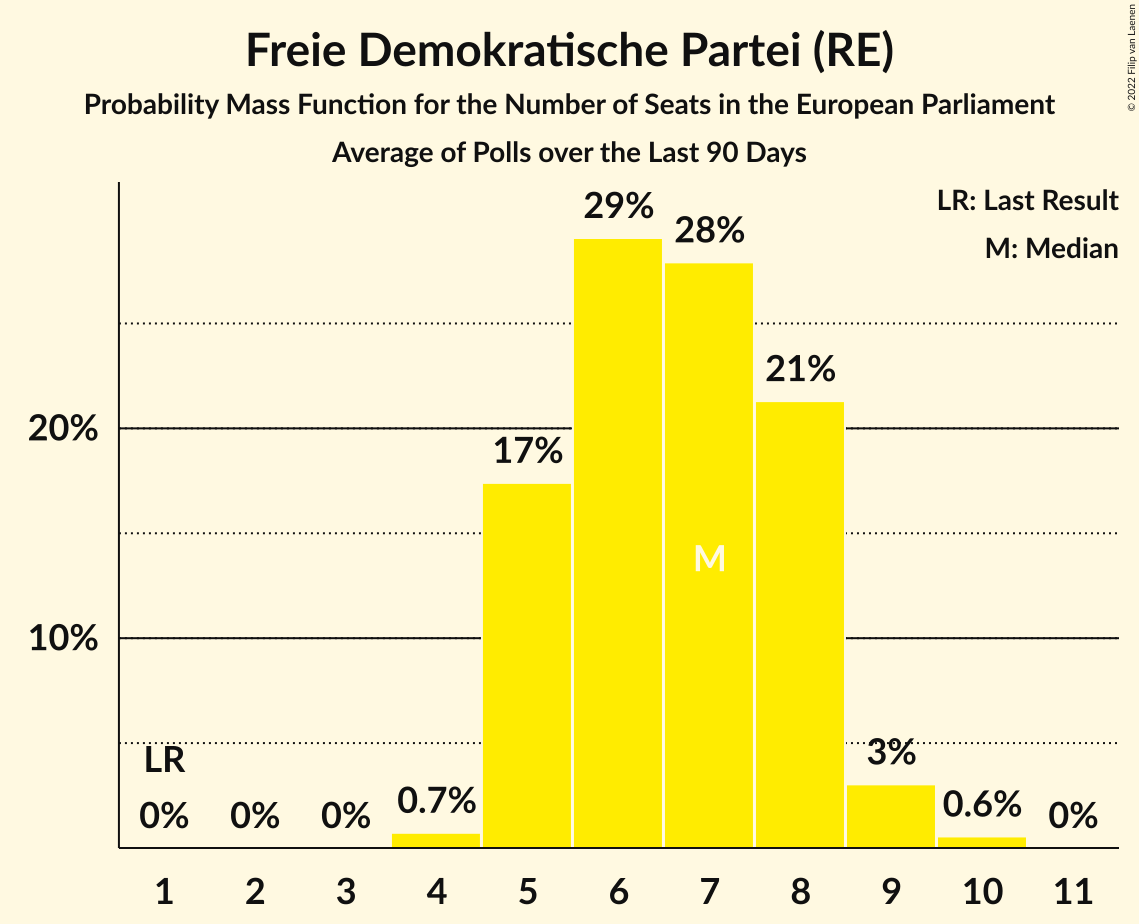 Freie Demokratische Partei (RE)
Probability Mass Function for the Number of Seats in the European Parliament
Average of Polls over the Last 90 Days
© 2022 Filip van Laenen
LR: Last Result
M: Median
29%
28%
21%
20%
17%
M
10%
LR
3%
0%
0%
0%
0.7%
0.6%
0%
1 2 3 4 5 6 7 8 9 10 11